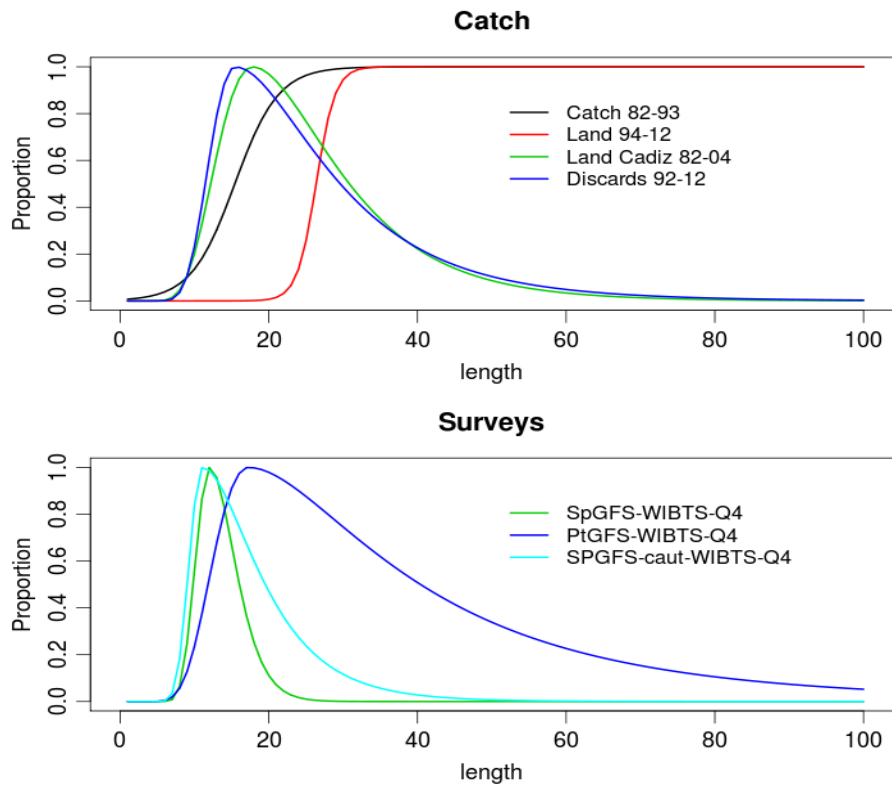 Catch
Proportion
0.0 0.2 0.4 0.6 0.8 1.0
Catch 82-93
Land 94-12
Land Cadiz 82-04
Discards 92-12
0 20 40 60 80 100
length
Surveys
Proportion
0.0 0.2 0.4 0.6 0.8 1.0
SpGFS-WIBTS-Q4
PtGFS-WIBTS-Q4
SPGFS-caut-WIBTS-Q4
0 20 40 60 80 100
length